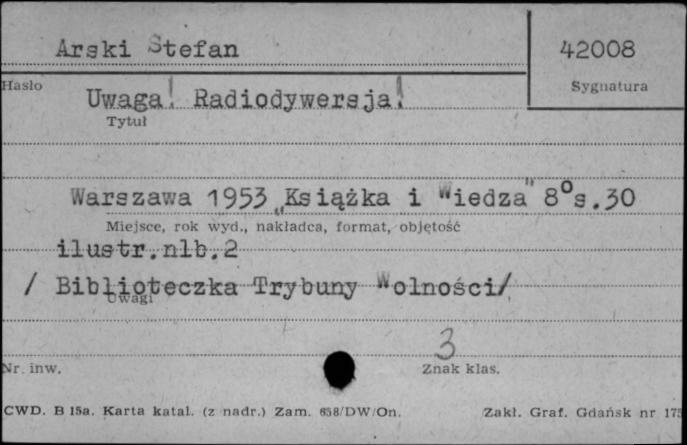 Arski Stefan
42008
Hasło
Sygnatura
Uwaga! Radiodywersja!
Tytuł
Warszawa 1953 „Książka i Wiedza" 8° s.30
Miejsce, rok wyd., nakładca, format, objętość
ilustr.nlb.2
/ Biblioteczka Trybuny Wolności/
Uwagi
3
Nr. inw.
Znak klas.
CWD. B 15a. Karta katal. (z nadr.) Zam. 658/DW/On.
Zakł. Graf. Gdańsk nr 175